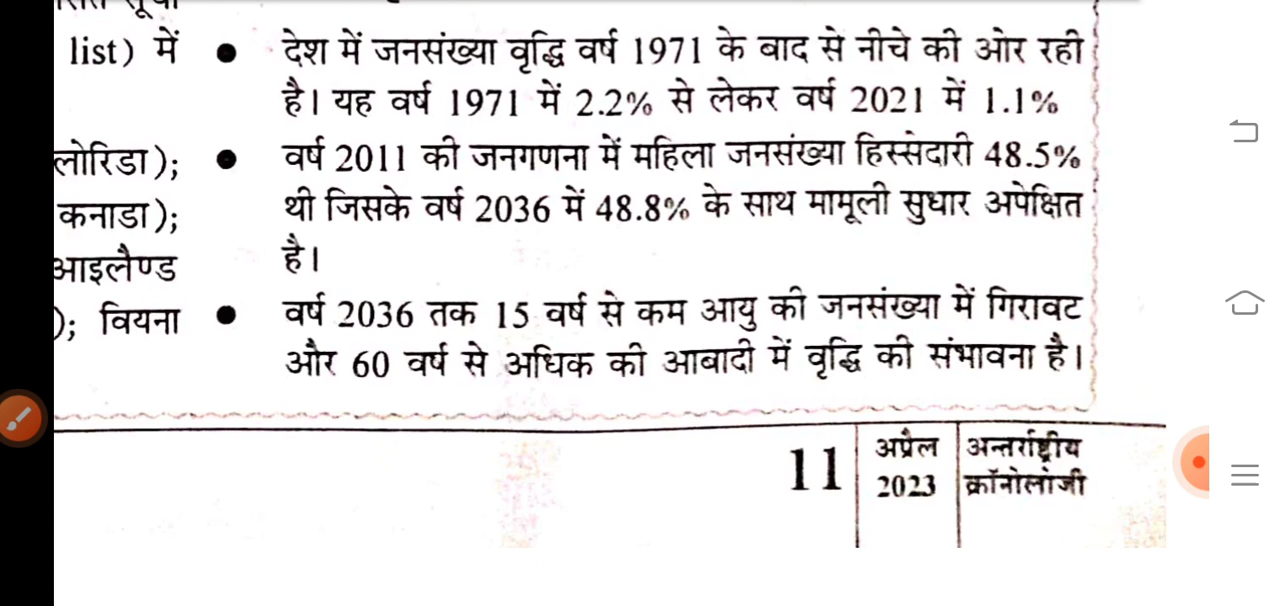 list) में
लोरिडा);
कनाडा);
आइलैण्ड
); वियना
• देश में जनसंख्या वृद्धि वर्ष 1971 के बाद से नीचे की ओर रही
है। यह वर्ष 1971 में 2.2% से लेकर वर्ष 2021 में 1.1%
• वर्ष 2011 की जनगणना में महिला जनसंख्या हिस्सेदारी 48.5%
थी जिसके वर्ष 2036 में 48.8% के साथ मामूली सुधार अपेक्षित
है।
• वर्ष 2036 तक 15 वर्ष से कम आयु की जनसंख्या में गिरावट
और 60 वर्ष से अधिक की आबादी में वृद्धि की संभावना है।
11
अप्रैल
2023
अन्तर्राष्ट्रीय
क्रॉनोलॉजी